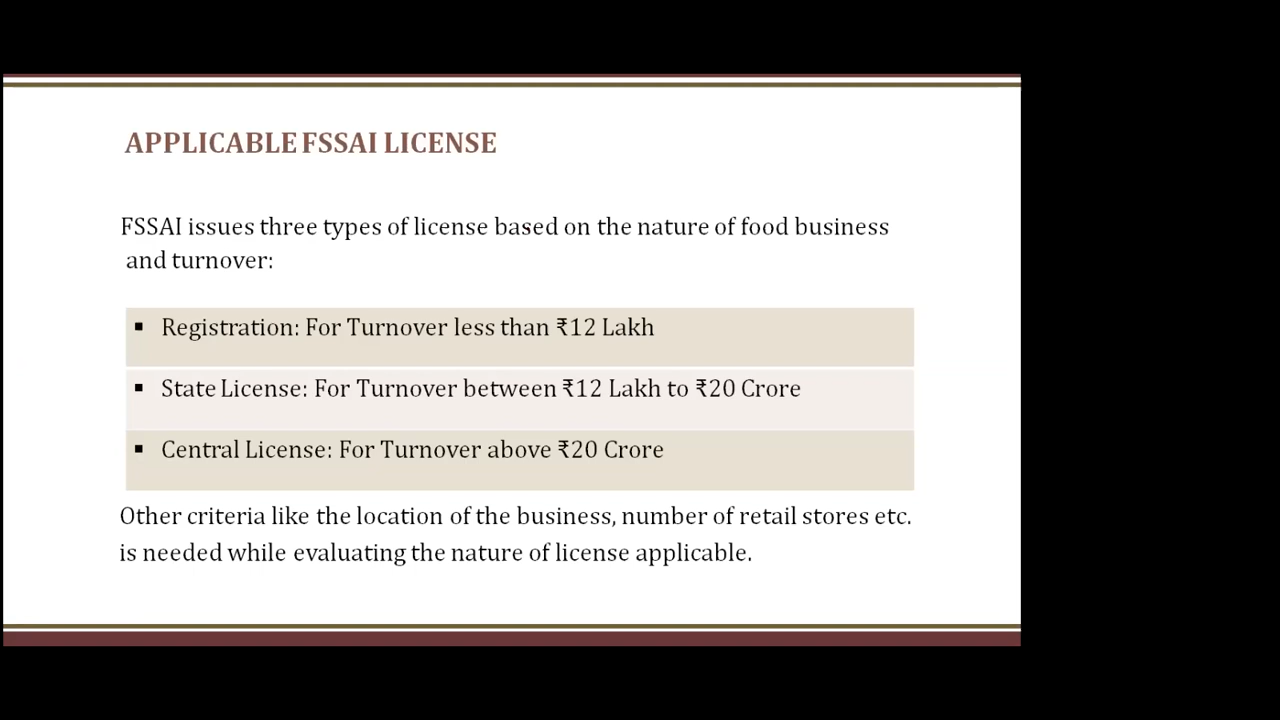 APPLICABLE FSSAI LICENSE
FSSAI issues three types of license based on the nature of food business
and turnover:
▪ Registration: For Turnover less than ₹12 Lakh
▪ State License: For Turnover between ₹12 Lakh to ₹20 Crore
▪ Central License: For Turnover above ₹20 Crore
Other criteria like the location of the business, number of retail stores etc.
is needed while evaluating the nature of license applicable.